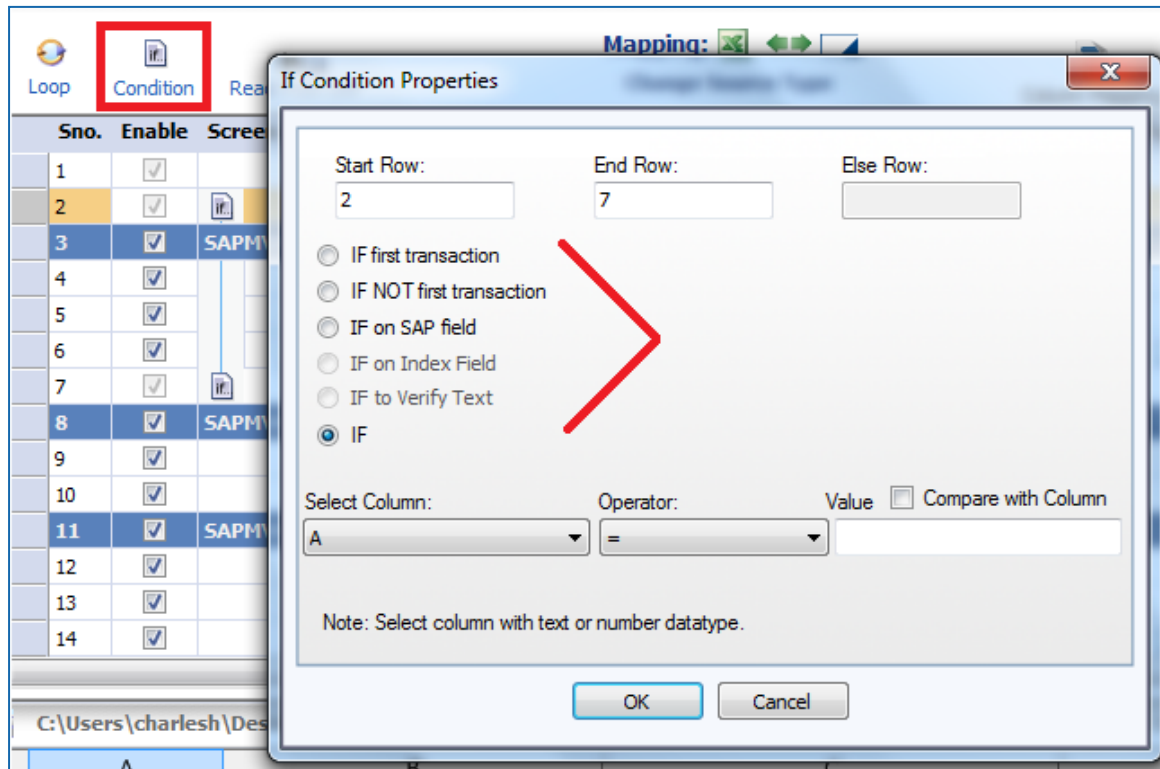 Mapping:
Loop
Condition
If Condition Properties
Sno. Enable
Start Row:
End Row:
Else Row:
2
7
1
2
3 SAPM
4
5
6
7
8 SAPM
9
10
11 SAPM
12
13
14
IF first transaction
IF NOT first transaction
IF on SAP field
IF on Index Field
IF to Verify Text
IF
Select Column:
Operator:
Value
Compare with Column
A
=
Note: Select column with text or number datatype.
OK
Cancel
C:\Users\charlesh\Des
A